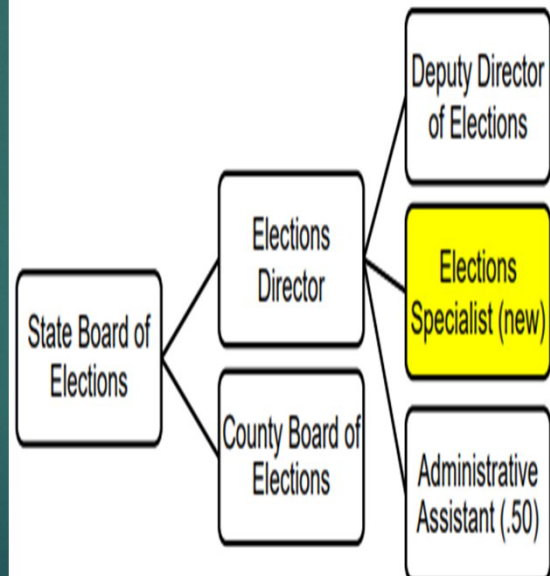 State Board of
Elections
Elections
Director
County Board of
Elections
Deputy Director
of Elections
Elections
Specialist (new)
Administrative
Assistant (.50)